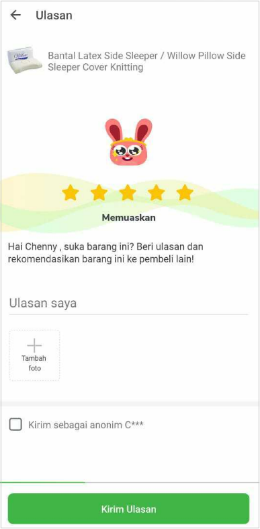 Ulasan
Bantal Latex Side Sleeper / Willow Pillow Side
Sleeper Cover Knitting
Memuaskan
Hai Chenny , suka barang ini? Beri ulasan dan
rekomendasikan barang ini ke pembeli lain!
Ulasan saya
Tambah
foto
Kirim sebagai anonim C***
Kirim Ulasan